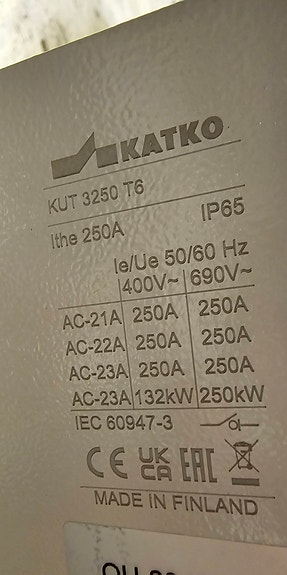 KATKO
KUT 3250 T6
Ithe 250A IP65
Ie/Ue 50/60 Hz
400V~ 690V~
AC-21A 250A 250A
AC-22A 250A 250A
AC-23A 250A 250A
AC-23A 132kW 250kW
IEC 60947-3
CE UKCA EAC
MADE IN FINLAND